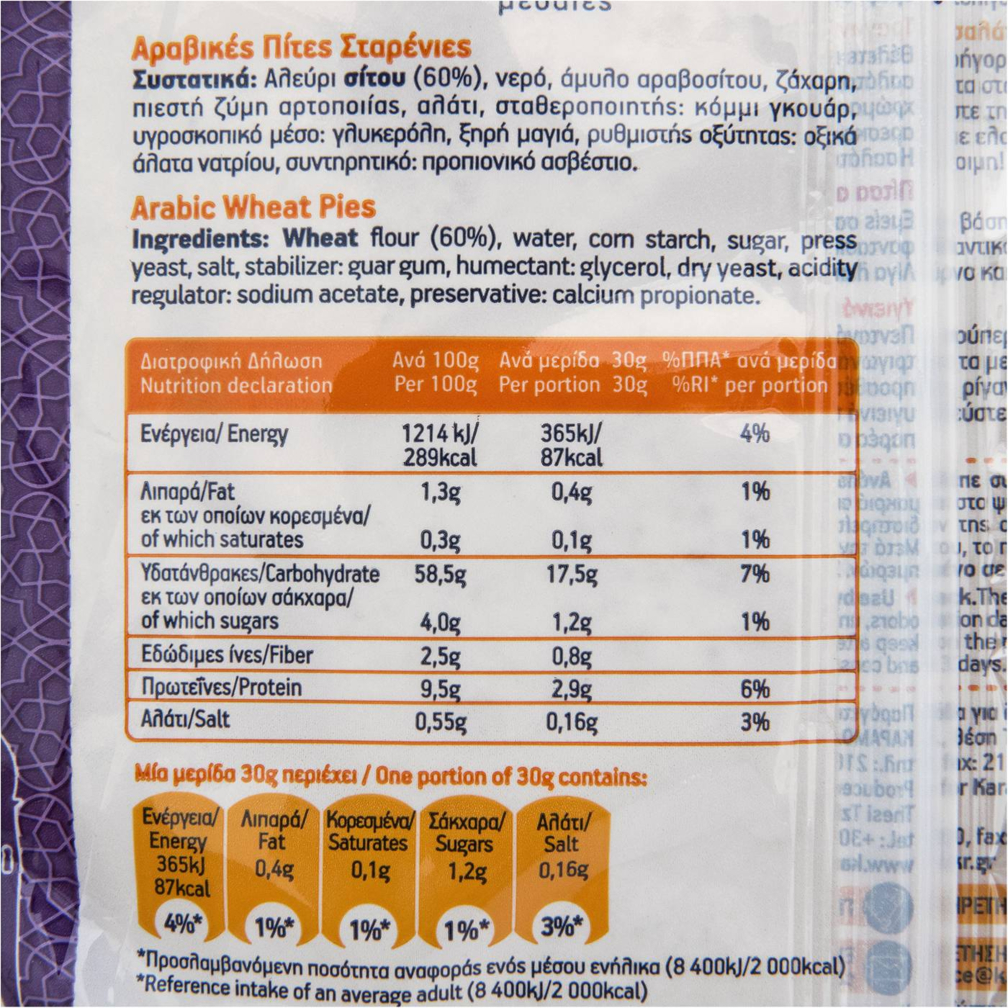 Αραβικές Πίτες Σταρένιες
Συστατικά: Αλεύρι σίτου (60%), νερό, άμυλο αραβοσίτου, ζάχαρη,
πιεστή ζύμη αρτοποιίας, αλάτι, σταθεροποιητής: κόμμι γκουάρ,
υγροσκοπικό μέσο: γλυκερόλη, ξηρή μαγιά, ρυθμιστής οξύτητας: οξικά
άλατα νατρίου, συντηρητικό: προπιονικό ασβέστιο.
Arabic Wheat Pies
Ingredients: Wheat flour (60%), water, corn starch, sugar, press
yeast, salt, stabilizer: guar gum, humectant: glycerol, dry yeast, acidity
regulator: sodium acetate, preservative: calcium propionate.
Διατροφική Δήλωση Ανά 100g Ανά μερίδα 30g %ΠΠΑ* ανά μερίδα
Nutrition declaration Per 100g Per portion 30g %RI* per portion
Ενέργεια/ Energy 1214 kJ/ 365kJ/ 4%
289kcal 87kcal
Λιπαρά/Fat 1,3g 0,4g 1%
εκ των οποίων κορεσμένα/
of which saturates 0,3g 0,1g 1%
Υδατάνθρακες/Carbohydrate 58,5g 17,5g 7%
εκ των οποίων σάκχαρα/
of which sugars 4,0g 1,2g 1%
Εδώδιμες ίνες/Fiber 2,5g 0,8g
Πρωτεΐνες/Protein 9,5g 2,9g 6%
Αλάτι/Salt 0,55g 0,16g 3%
Μία μερίδα 30g περιέχει / One portion of 30g contains:
Ενέργεια/ Λιπαρά/ Κορεσμένα/ Σάκχαρα/ Αλάτι/
Energy Fat Saturates Sugars Salt
365kJ 0,4g 0,1g 1,2g 0,16g
87kcal
4%* 1%* 1%* 1%* 3%*
*Προσλαμβανόμενη ποσότητα αναφοράς ενός μέσου ενήλικα (8 400kJ/2 000kcal)
*Reference intake of an average adult (8 400kJ/2 000kcal)